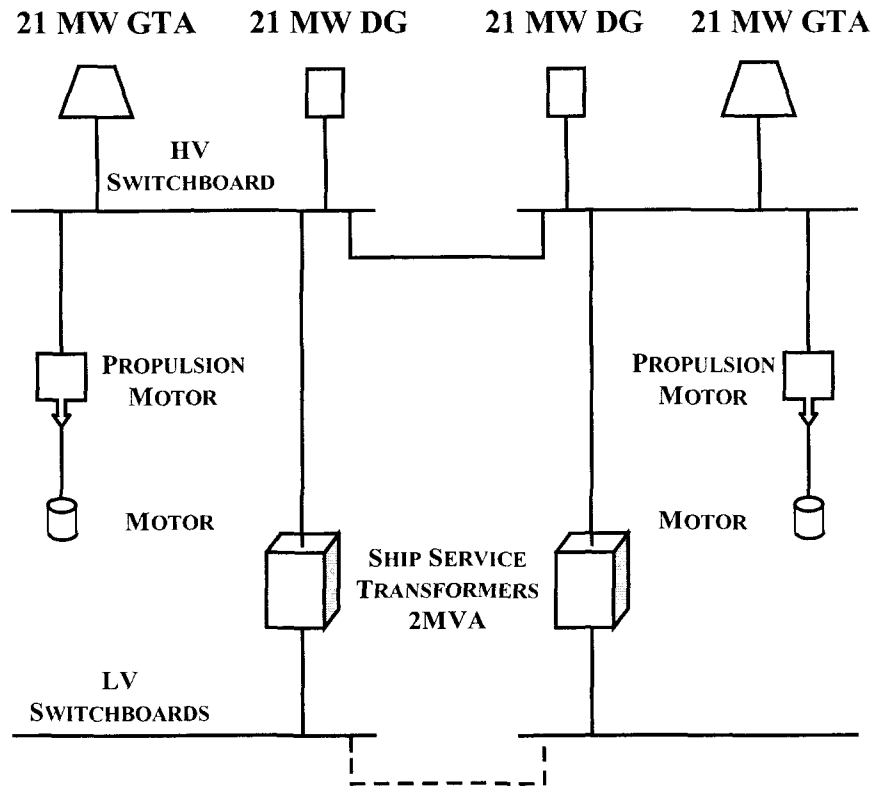 21 MW GTA
21 MW DG
21 MW DG
21 MW GTA
HV
SWITCHBOARD
PROPULSION
MOTOR
PROPULSION
MOTOR
MOTOR
MOTOR
SHIP SERVICE
TRANSFORMERS
2MVA
LV
SWITCHBOARDS